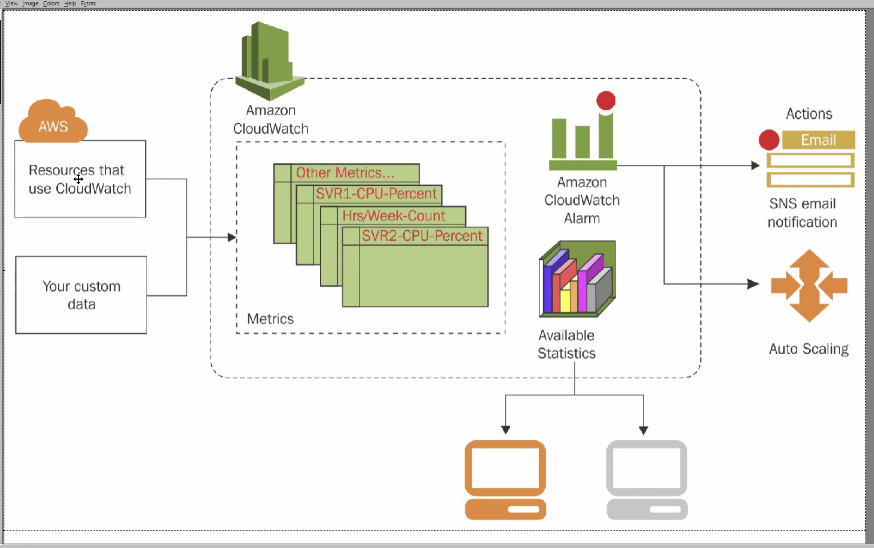 View Image Colors Help Extras
Amazon
CloudWatch
AWS
Resources that
use CloudWatch
Your custom
data
Other Metrics...
SVR1-CPU-Percent
Hrs/Week-Count
SVR2-CPU-Percent
Metrics
Amazon
CloudWatch
Alarm
Available
Statistics
Actions
Email
SNS email
notification
Auto Scaling